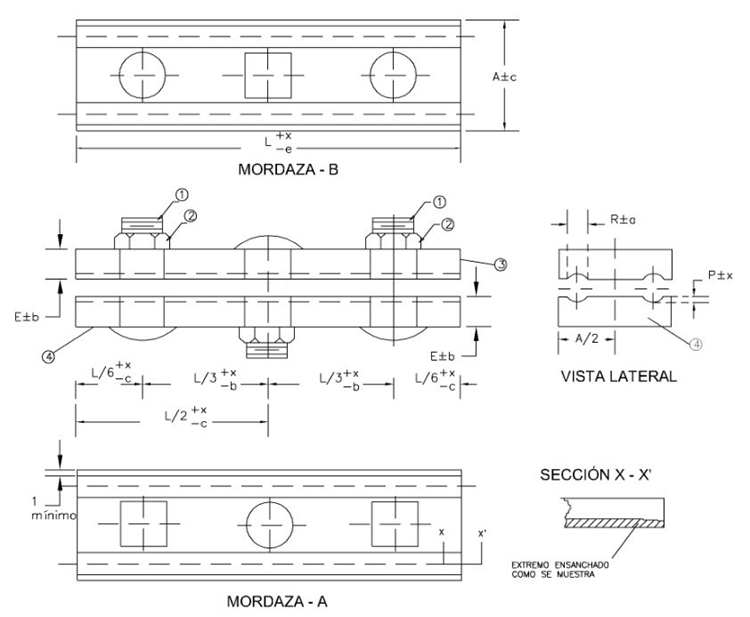 A±c
L +x -e
MORDAZA - B
1
2
1
2
3
E±b
4
E±b
R±a
P±x
4
A/2
VISTA LATERAL
L/6 +x -c
L/3 +x -b
L/3 +x -b
L/6 +x -c
L/2 +x -c
1
mínimo
x
x'
MORDAZA - A
SECCIÓN X - X'
EXTREMO ENSANCHADO
COMO SE MUESTRA